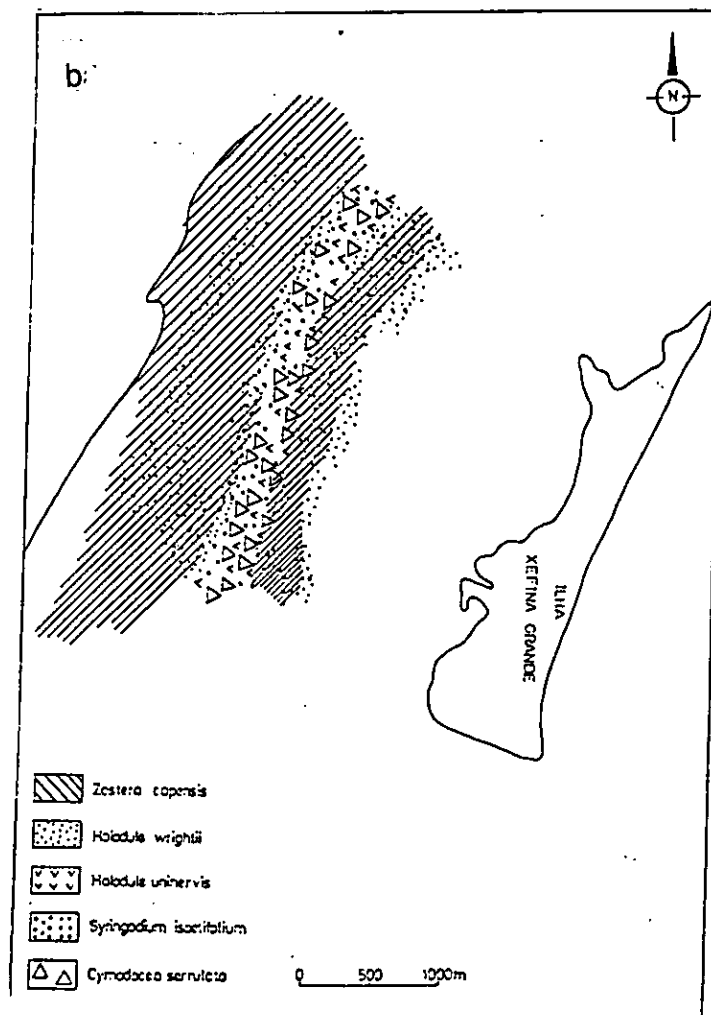 b:
N
ILHA
XEFINA GRANDE
Zostera capensis
Halodule wrightii
Halodule uninervis
Syringodium isoetifolium
Cymodocea serrulata
0 500 1000m